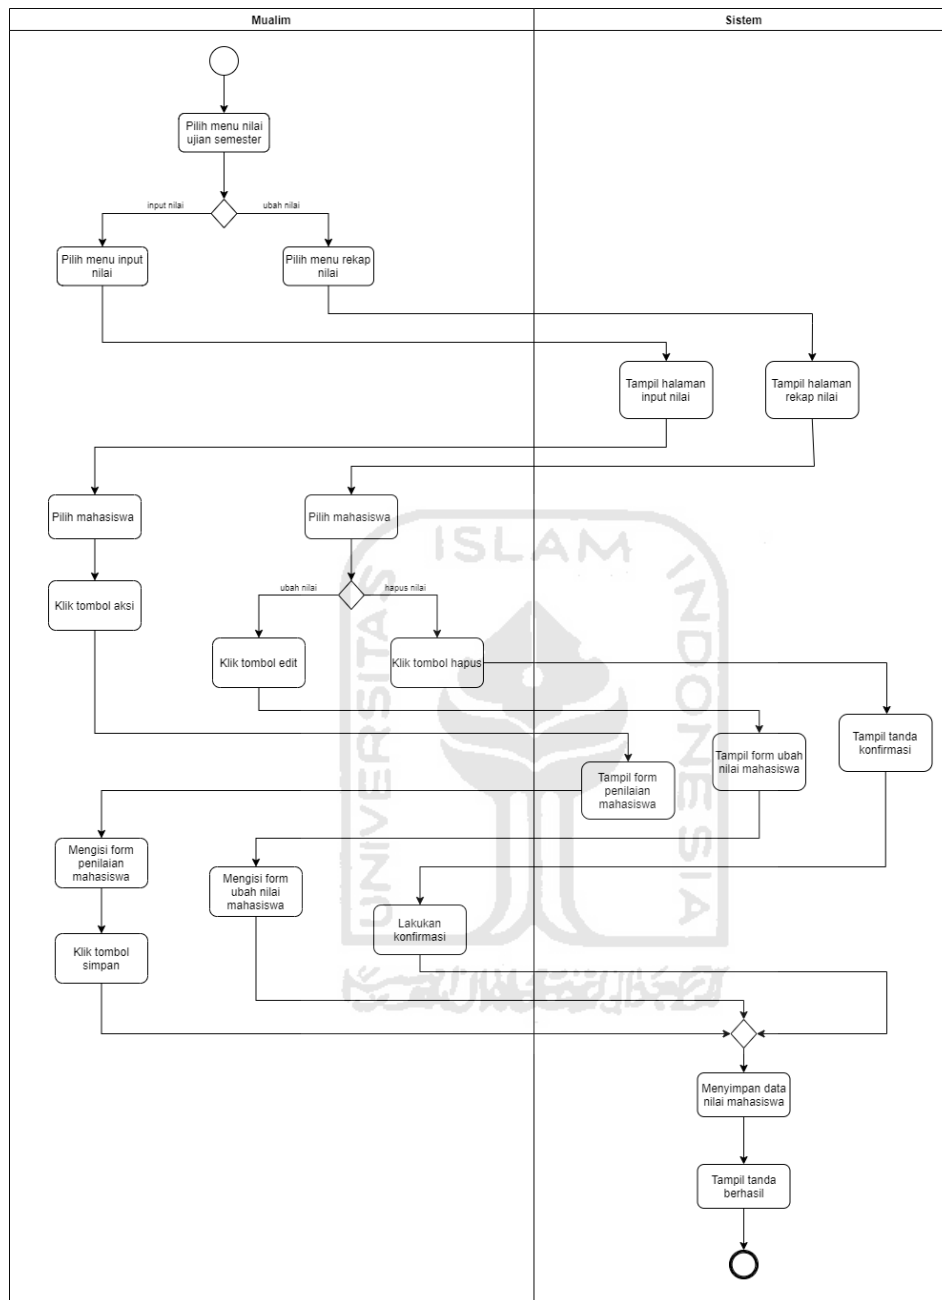 Mualim
Sistem
Pilih menu nilai
ujian semester
input nilai
ubah nilai
Pilih menu input
nilai
Pilih menu rekap
nilai
Tampil halaman
input nilai
Tampil halaman
rekap nilai
Pilih mahasiswa
Pilih mahasiswa
ISLAM
UNIVERSITAS
INDONESIA
ubah nilai
hapus nilai
Klik tombol aksi
Klik tombol edit
Klik tombol hapus
Tampil tanda
konfirmasi
Tampil form ubah
nilai mahasiswa
Tampil form
penilaian
mahasiswa
Mengisi form
penilaian
mahasiswa
Mengisi form
ubah nilai
mahasiswa
Lakukan
konfirmasi
Klik tombol
simpan
Menyimpan data
nilai mahasiswa
Tampil tanda
berhasil